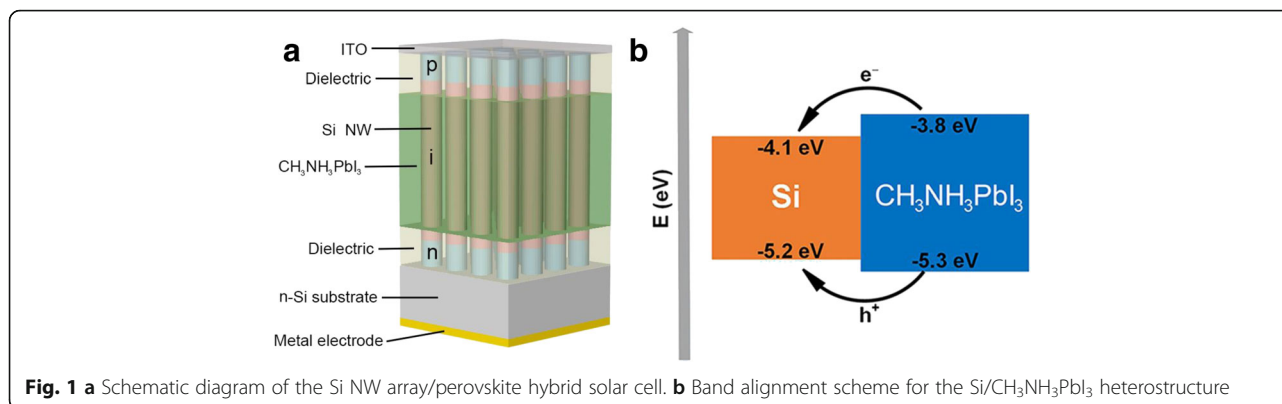 a
ITO
p
Dielectric
Si NW
i
CH₃NH₃PbI₃
Dielectric
n
n-Si substrate
Metal electrode
b
E (eV)
e⁻
-4.1 eV
-3.8 eV
Si
CH₃NH₃PbI₃
-5.2 eV
-5.3 eV
h⁺
Fig. 1 a Schematic diagram of the Si NW array/perovskite hybrid solar cell. b Band alignment scheme for the Si/CH₃NH₃PbI₃ heterostructure